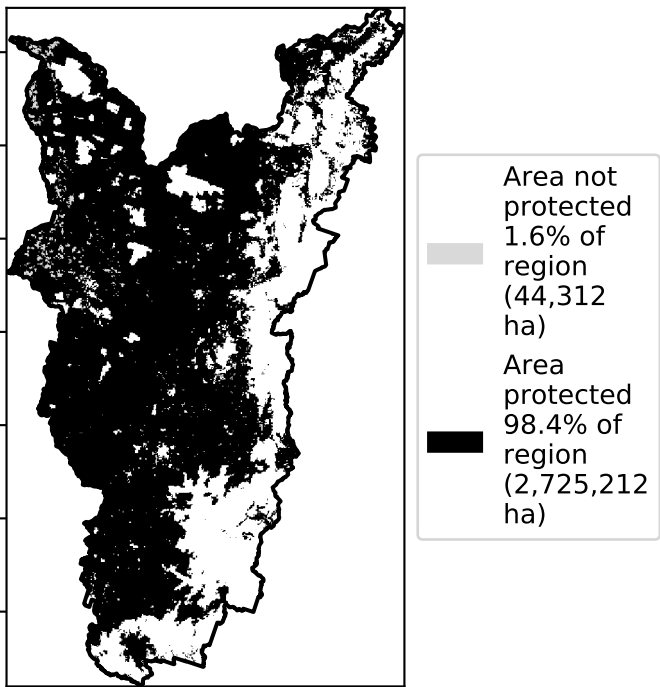 Area not
protected
1.6% of
region
(44,312
ha)
Area
protected
98.4% of
region
(2,725,212
ha)